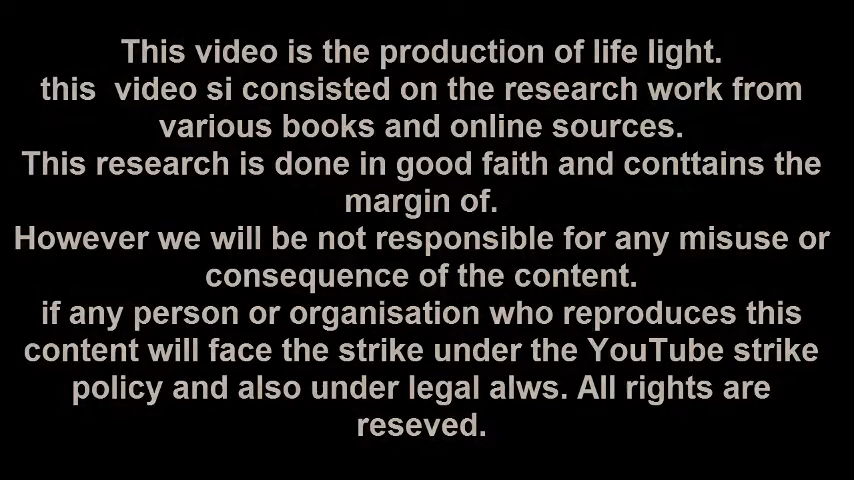 This video is the production of life light.
this  video si consisted on the research work from
various books and online sources.
This research is done in good faith and conttains the
margin of.
However we will be not responsible for any misuse or
consequence of the content.
if any person or organisation who reproduces this
content will face the strike under the YouTube strike
policy and also under legal alws. All rights are
reseved.